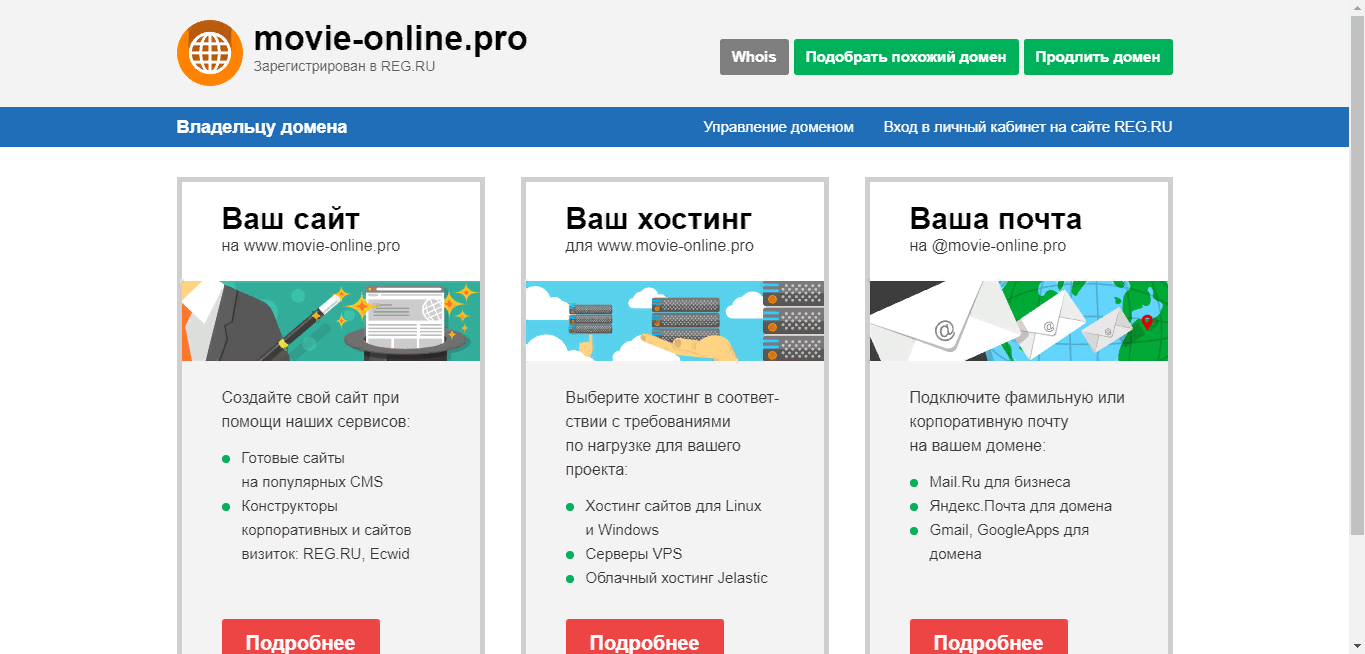 movie-online.pro
Зарегистрирован в REG.RU
Whois
Подобрать похожий домен
Продлить домен
Владельцу домена
Управление доменом
Вход в личный кабинет на сайте REG.RU
Ваш сайт
на www.movie-online.pro
Создайте свой сайт при
помощи наших сервисов:
Готовые сайты
на популярных CMS
Конструкторы
корпоративных и сайтов
визиток: REG.RU, Ecwid
Подробнее
Ваш хостинг
для www.movie-online.pro
Выберите хостинг в соответ-
ствии с требованиями
по нагрузке для вашего
проекта:
Хостинг сайтов для Linux
и Windows
Серверы VPS
Облачный хостинг Jelastic
Подробнее
Ваша почта
на @movie-online.pro
@
@
@
Подключите фамильную или
корпоративную почту
на вашем домене:
Mail.Ru для бизнеса
Яндекс.Почта для домена
Gmail, GoogleApps для
домена
Подробнее